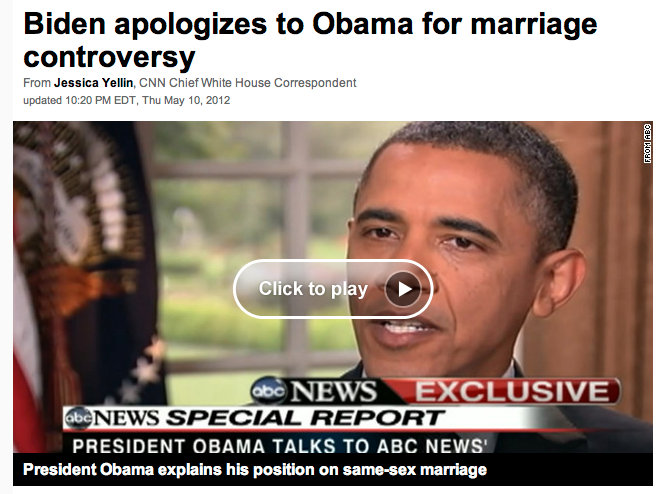 Biden apologizes to Obama for marriage
controversy
From Jessica Yellin, CNN Chief White House Correspondent
updated 10:20 PM EDT, Thu May 10, 2012
FROM ABC
Click to play
abc NEWS EXCLUSIVE
abc NEWS SPECIAL REPORT
PRESIDENT OBAMA TALKS TO ABC NEWS'
President Obama explains his position on same-sex marriage